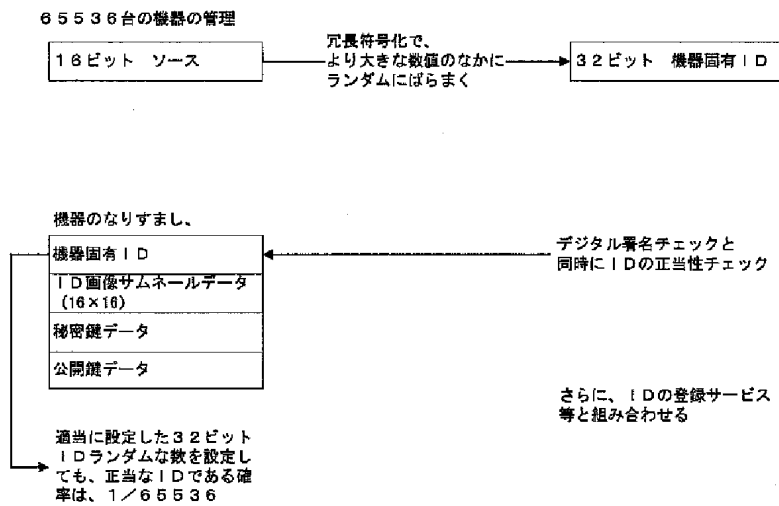 ６５５３６台の機器の管理
１６ビット　ソース
冗長符号化で、
より大きな数値のなかに
ランダムにばらまく
３２ビット　機器固有ＩＤ
機器のなりすまし、
機器固有ＩＤ
ＩＤ画像サムネールデータ
（16×16）
秘密鍵データ
公開鍵データ
デジタル署名チェックと
同時にＩＤの正当性チェック
さらに、ＩＤの登録サービス
等と組み合わせる
適当に設定した３２ビット
ＩＤランダムな数を設定し
ても、正当なＩＤである確
率は、１／６５５３６